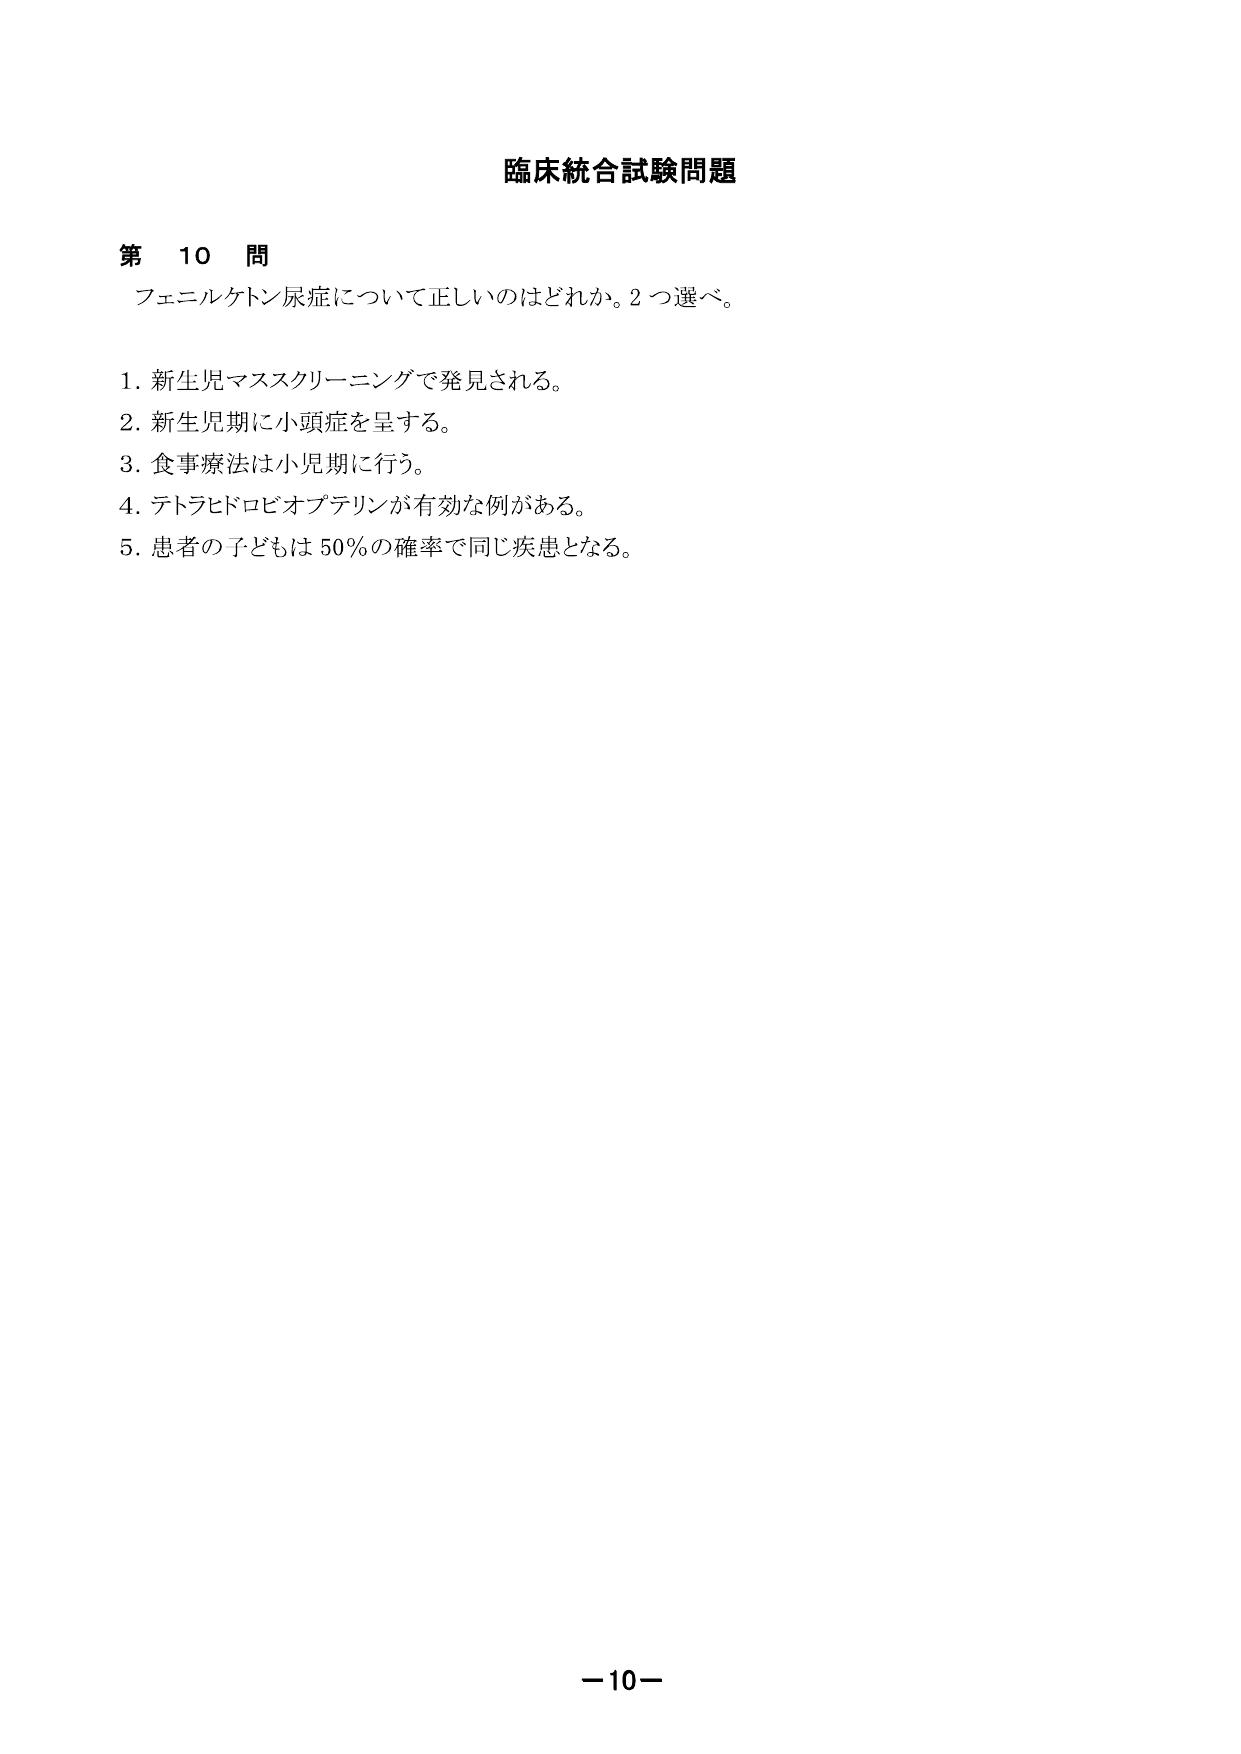 臨床統合試験問題
第 10 問
フェニルケトン尿症について正しいのはどれか。2 つ選べ。
1. 新生児マススクリーニングで発見される。
2. 新生児期に小頭症を呈する。
3. 食事療法は小児期に行う。
4. テトラヒドロビオプテリンが有効な例がある。
5. 患者の子どもは 50%の確率で同じ疾患となる。
－10－